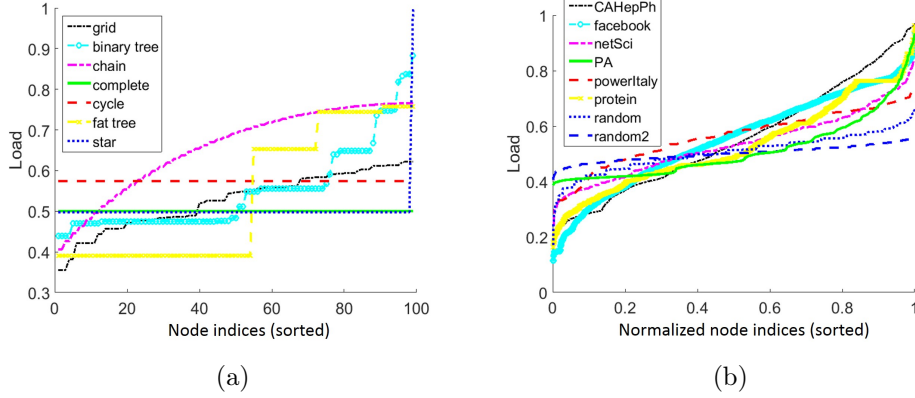 1
0.9
0.8
0.7
0.6
0.5
0.4
0.3
0
20
40
60
80
100
Load
Node indices (sorted)
grid
binary tree
chain
complete
cycle
fat tree
star
(a)
1
0.8
0.6
0.4
0.2
0
0
0.2
0.4
0.6
0.8
1
Load
Normalized node indices (sorted)
CAHepPh
facebook
netSci
PA
powerItaly
protein
random
random2
(b)